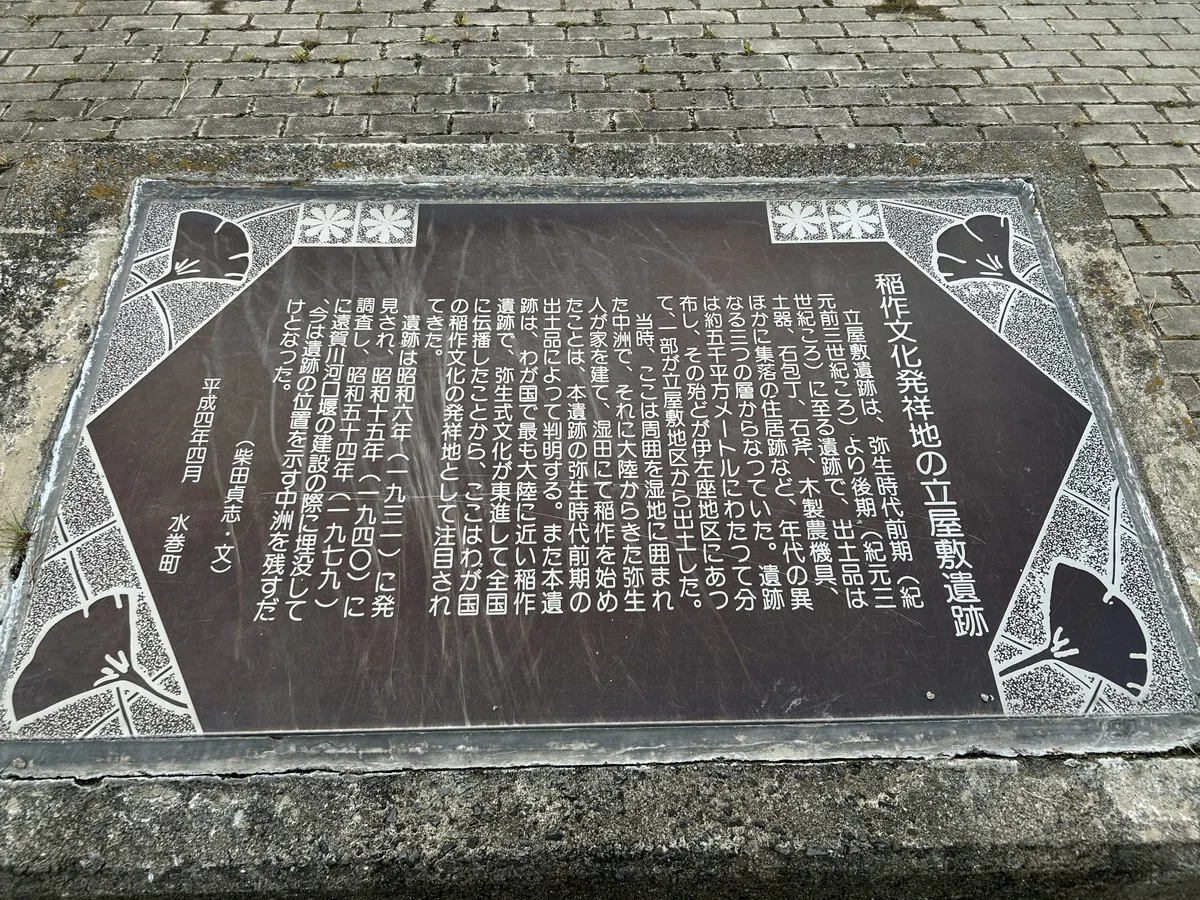 稲作文化発祥地の立屋敷遺跡
立屋敷遺跡は、弥生時代前期（紀
元前三世紀ころ）より後期（紀元三
世紀ころ）に至る遺跡で、出土品は
土器、石包丁、石斧、木製農機具、
ほかに集落の住居跡など、年代の異
なる三つの層からなつていた。遺跡
は約五千平方メートルにわたつて分
布し、その殆どが伊左座地区にあつ
て、一部が立屋敷地区から出土した。
当時、ここは周囲を湿地に囲まれ
た中洲で、それに大陸からきた弥生
人が家を建て、湿田にて稲作を始め
たことは、本遺跡の弥生時代前期の
出土品によって判明する。また本遺
跡は、わが国で最も大陸に近い稲作
遺跡で、弥生式文化が東進して全国
に伝播したことから、ここはわが国
の稲作文化の発祥地として注目され
てきた。
遺跡は昭和六年（一九三一）に発
見され、昭和十五年（一九四〇）に
調査し、昭和五十四年（一九七九）
に遠賀川河口堰の建設の際に埋没して
、今は遺跡の位置を示す中洲を残すだ
けとなった。
（柴田貞志・文）
平成四年四月　水巻町